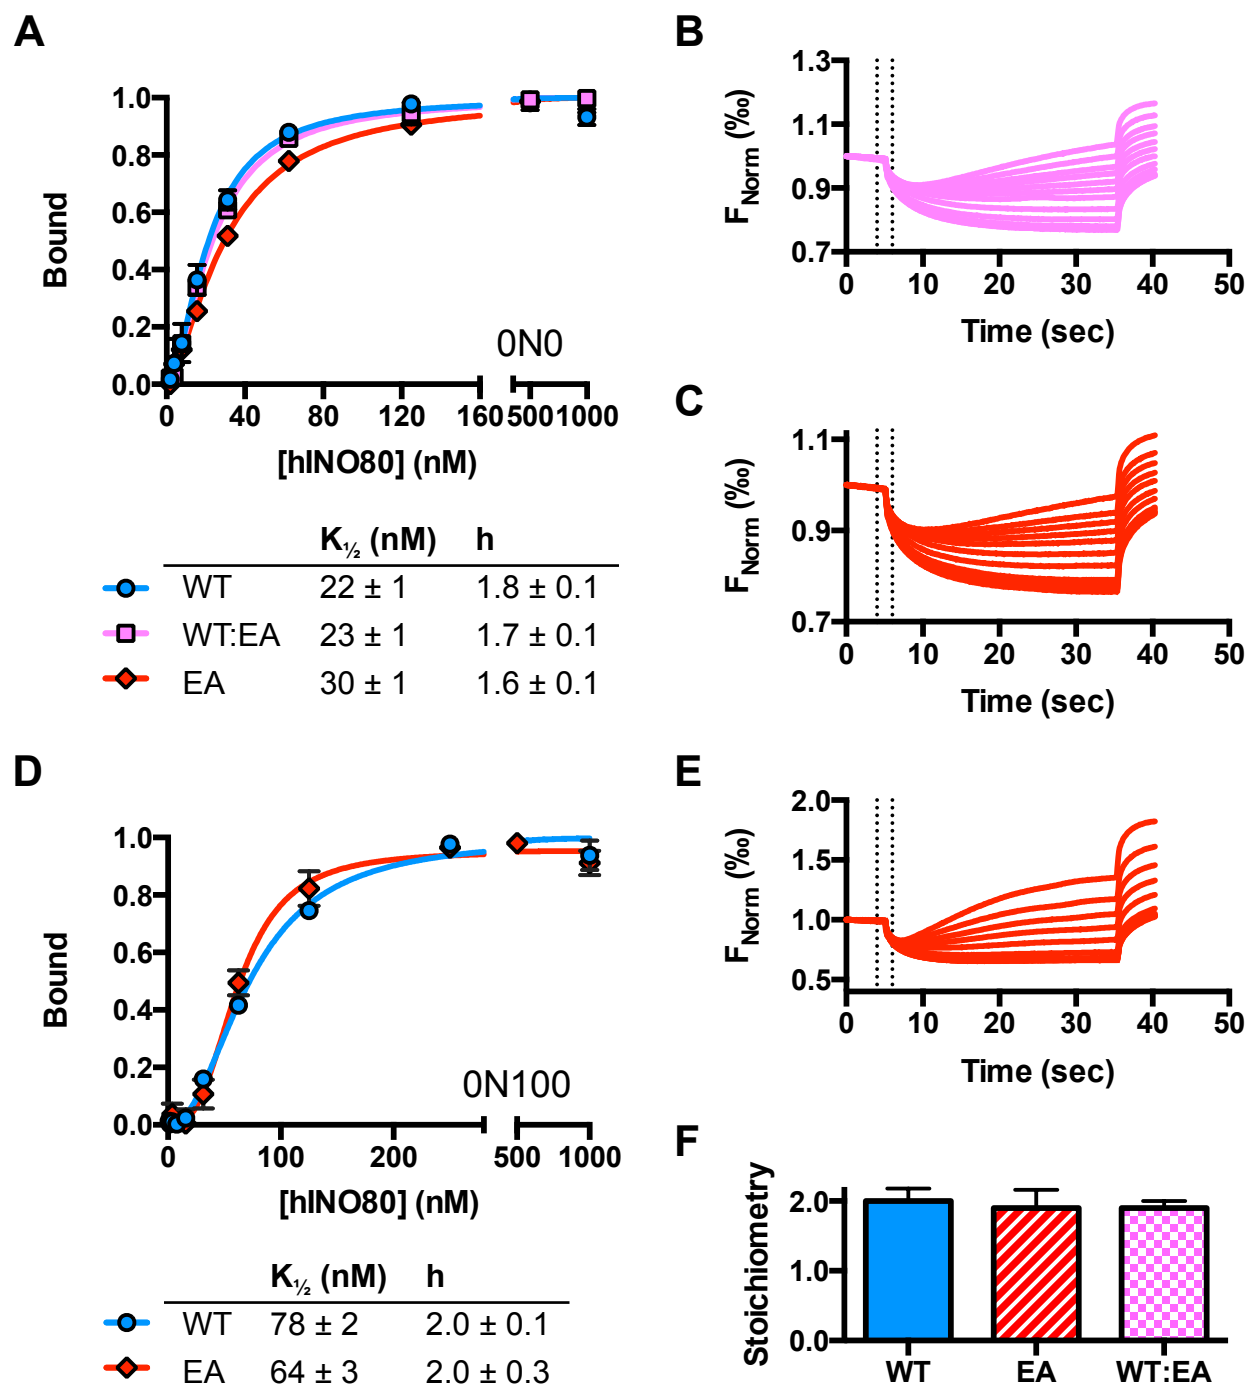 A
1.0
0.8
0.6
0.4
0.2
0.0
Bound
0N0
0 40 80 120 160 500 1000
[hINO80] (nM)
K½ (nM) h
WT 22 ± 1 1.8 ± 0.1
WT:EA 23 ± 1 1.7 ± 0.1
EA 30 ± 1 1.6 ± 0.1
B
1.3
1.1
0.9
0.7
FNorm (‰)
0 10 20 30 40 50
Time (sec)
C
1.1
0.9
0.7
FNorm (‰)
0 10 20 30 40 50
Time (sec)
D
1.0
0.8
0.6
0.4
0.2
0.0
Bound
0N100
0 100 200 500 1000
[hINO80] (nM)
K½ (nM) h
WT 78 ± 2 2.0 ± 0.1
EA 64 ± 3 2.0 ± 0.3
E
2.0
1.5
1.0
0.5
FNorm (‰)
0 10 20 30 40 50
Time (sec)
F
2.0
1.0
0.0
Stoichiometry
WT EA WT:EA